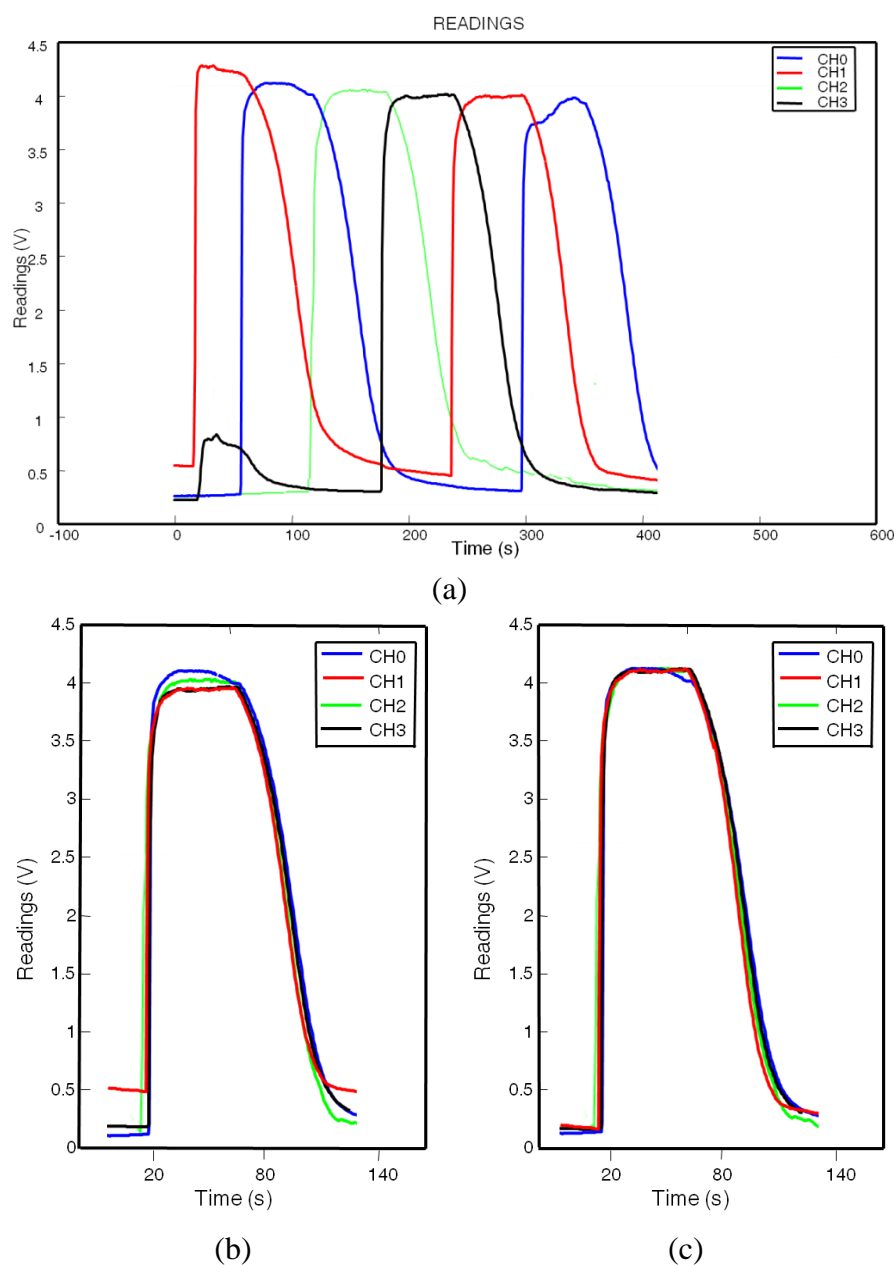 READINGS
4.5
4
3.5
3
2.5
2
1.5
1
0.5
0
Readings (V)
CH0
CH1
CH2
CH3
-100
0
100
200
300
400
500
600
Time (s)
(a)
4.5
4
3.5
3
2.5
2
1.5
1
0.5
0
Readings (V)
CH0
CH1
CH2
CH3
20
80
140
Time (s)
(b)
4.5
4
3.5
3
2.5
2
1.5
1
0.5
0
Readings (V)
CH0
CH1
CH2
CH3
20
80
140
Time (s)
(c)